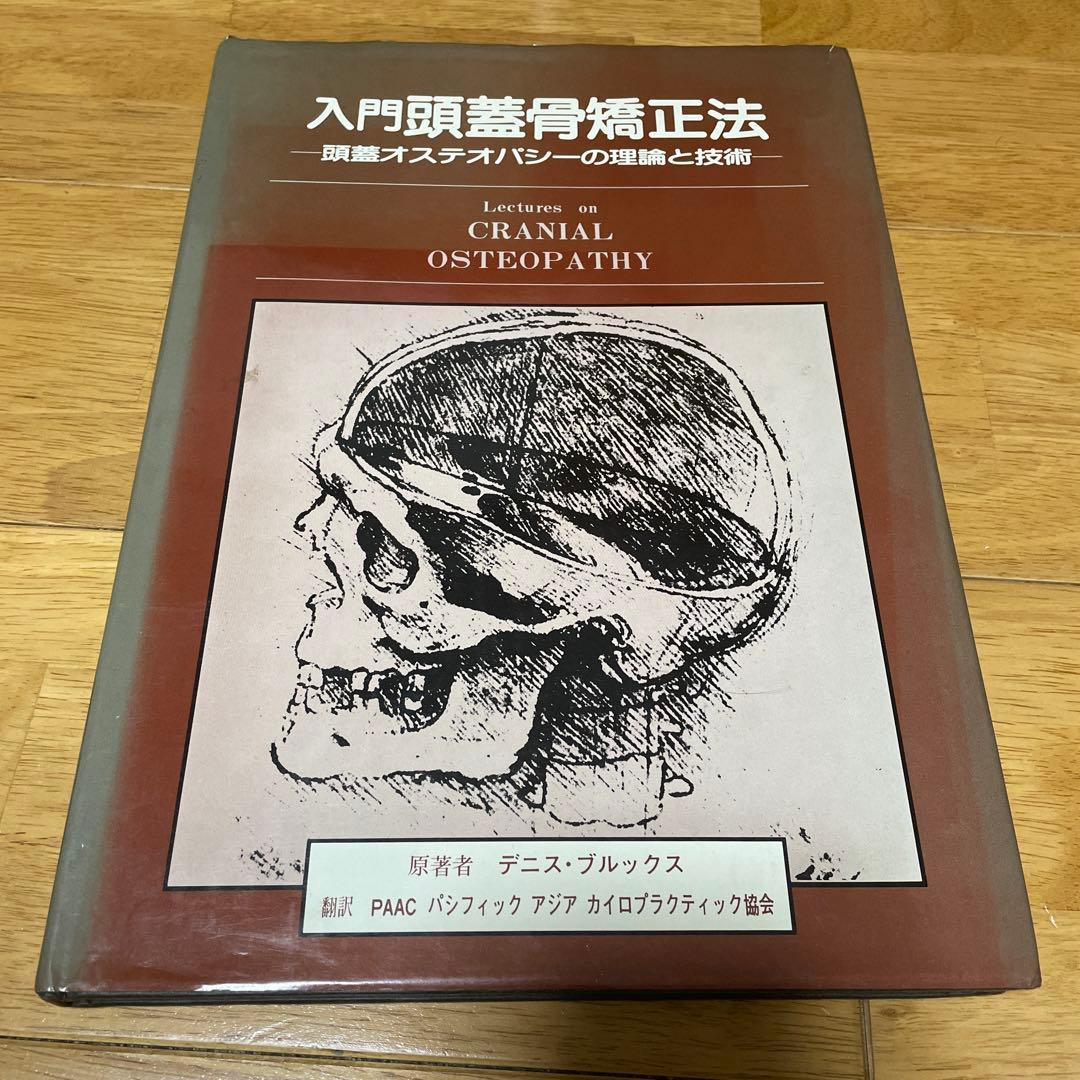 入門頭蓋骨矯正法
―頭蓋オステオパシーの理論と技術―
Lectures on
CRANIAL
OSTEOPATHY
原著者 デニス・ブルックス
翻訳 PAAC パシフィック アジア カイロプラクティック協会